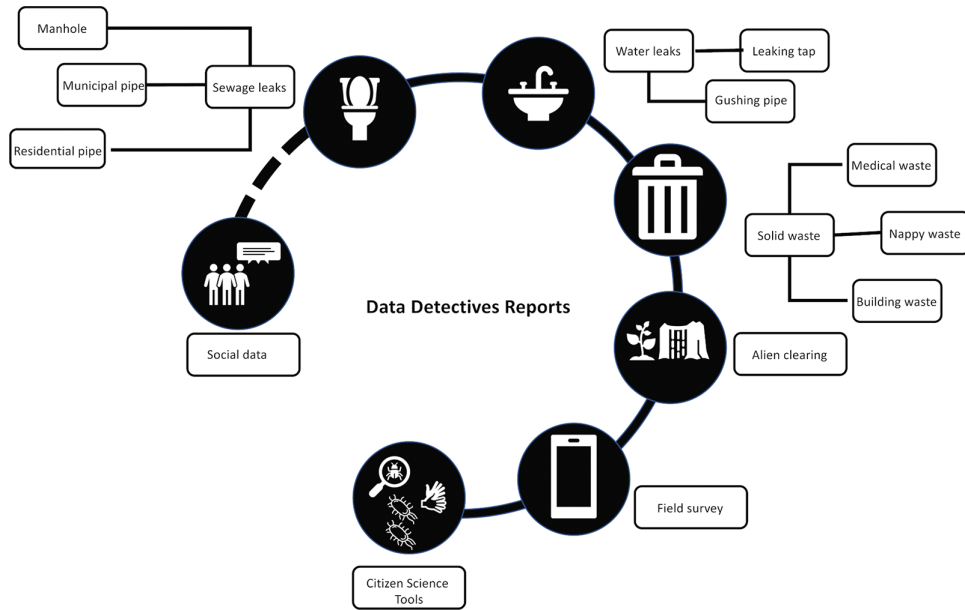 Manhole
Municipal pipe
Sewage leaks
Residential pipe
Water leaks
Leaking tap
Gushing pipe
Medical waste
Solid waste
Nappy waste
Building waste
Data Detectives Reports
Social data
Alien clearing
Field survey
Citizen Science
Tools